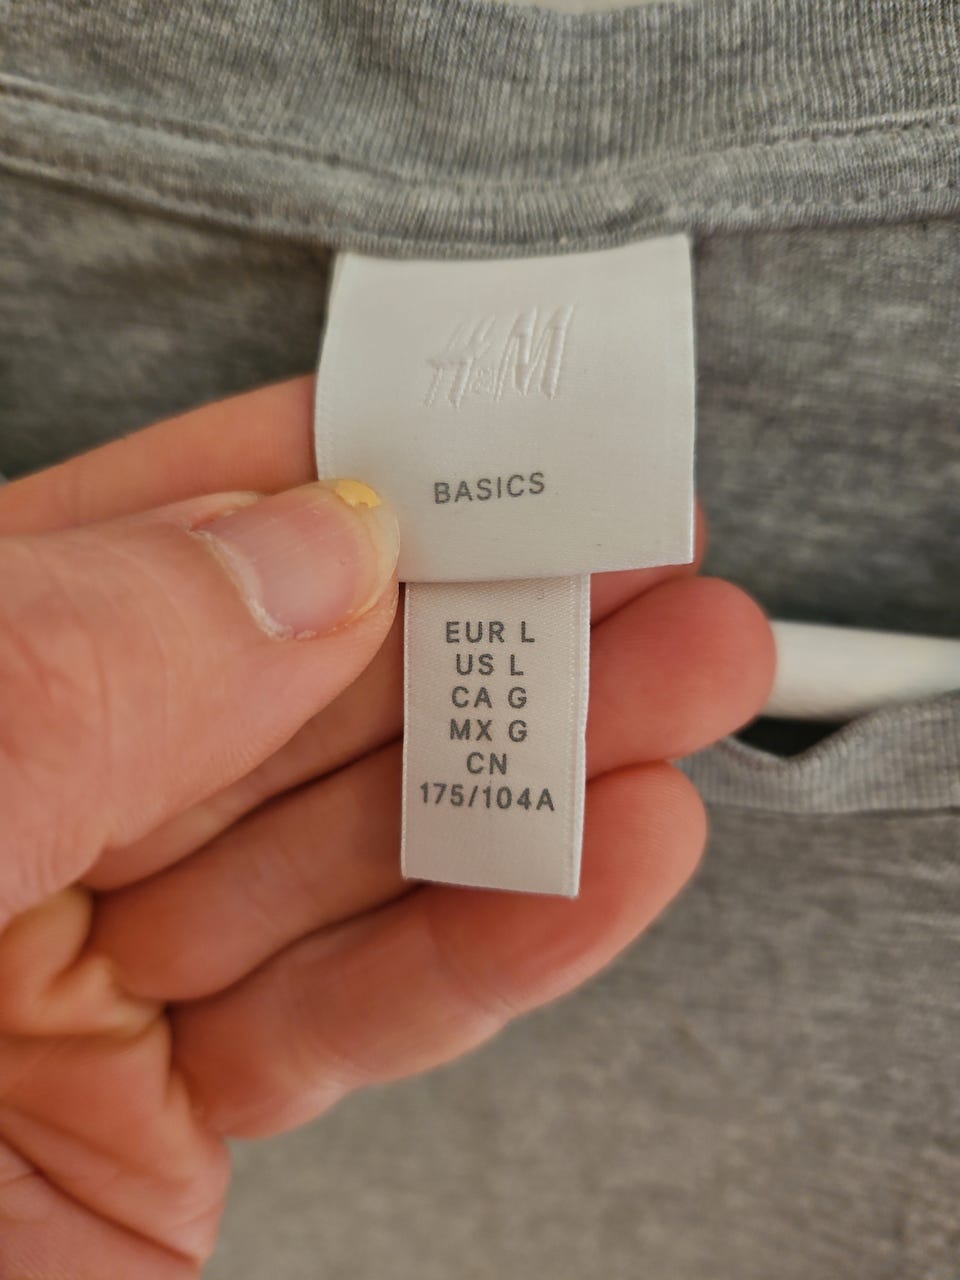 H&M
BASICS
EUR L
US L
CA G
MX G
CN
175/104A